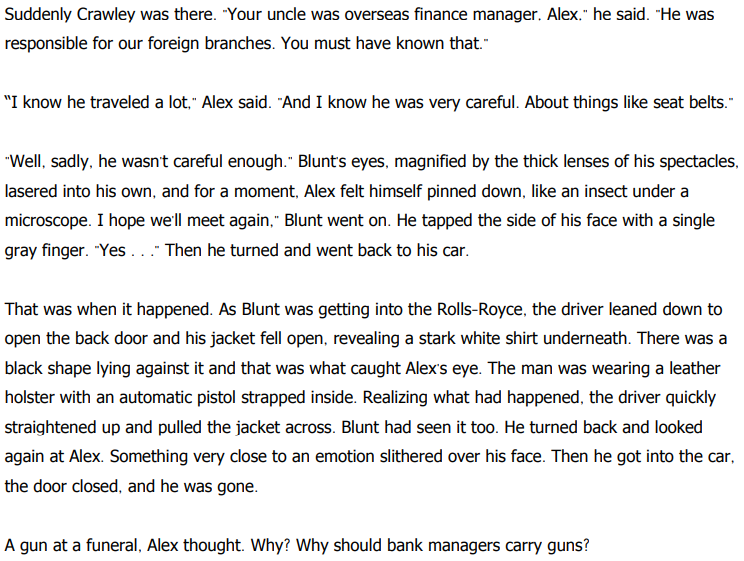 Suddenly Crawley was there. "Your uncle was overseas finance manager. Alex." he said. "He was
responsible for our foreign branches. You must have known that."
"I know he traveled a lot," Alex said. "And I know he was very careful. About things like seat belts."
"Well, sadly, he wasn't careful enough." Blunt's eyes, magnified by the thick lenses of his spectacles,
lasered into his own, and for a moment, Alex felt himself pinned down, like an insect under a
microscope. I hope we'll meet again," Blunt went on. He tapped the side of his face with a single
gray finger. "Yes . . ." Then he turned and went back to his car.
That was when it happened. As Blunt was getting into the Rolls-Royce, the driver leaned down to
open the back door and his jacket fell open, revealing a stark white shirt underneath. There was a
black shape lying against it and that was what caught Alex's eye. The man was wearing a leather
holster with an automatic pistol strapped inside. Realizing what had happened, the driver quickly
straightened up and pulled the jacket across. Blunt had seen it too. He turned back and looked
again at Alex. Something very close to an emotion slithered over his face. Then he got into the car,
the door closed, and he was gone.
A gun at a funeral, Alex thought. Why? Why should bank managers carry guns?